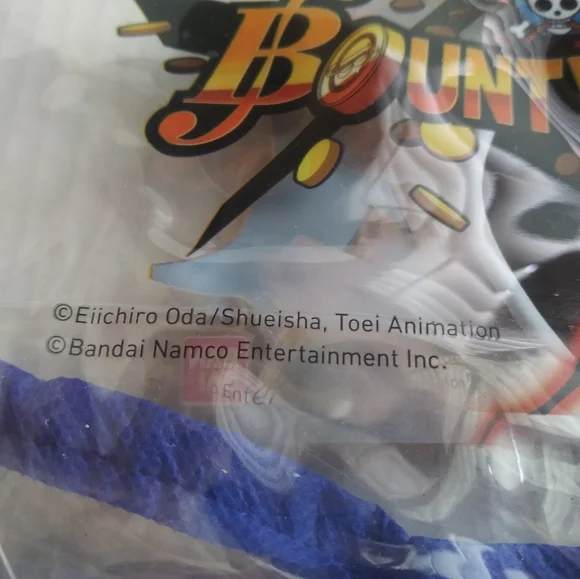 BOUNTY
©Eiichiro Oda/Shueisha, Toei Animation
©Bandai Namco Entertainment Inc.